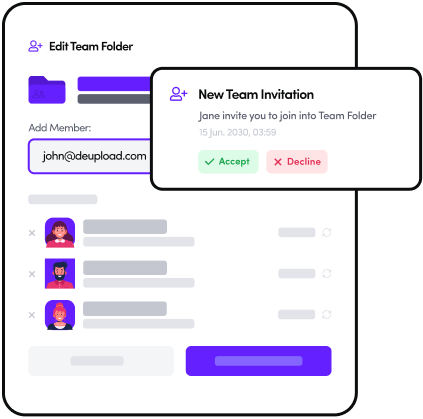 Edit Team Folder
New Team Invitation
Jane invite you to join into Team Folder
15 Jun. 2030, 03:59
Accept
Decline
Add Member:
john@deupload.com